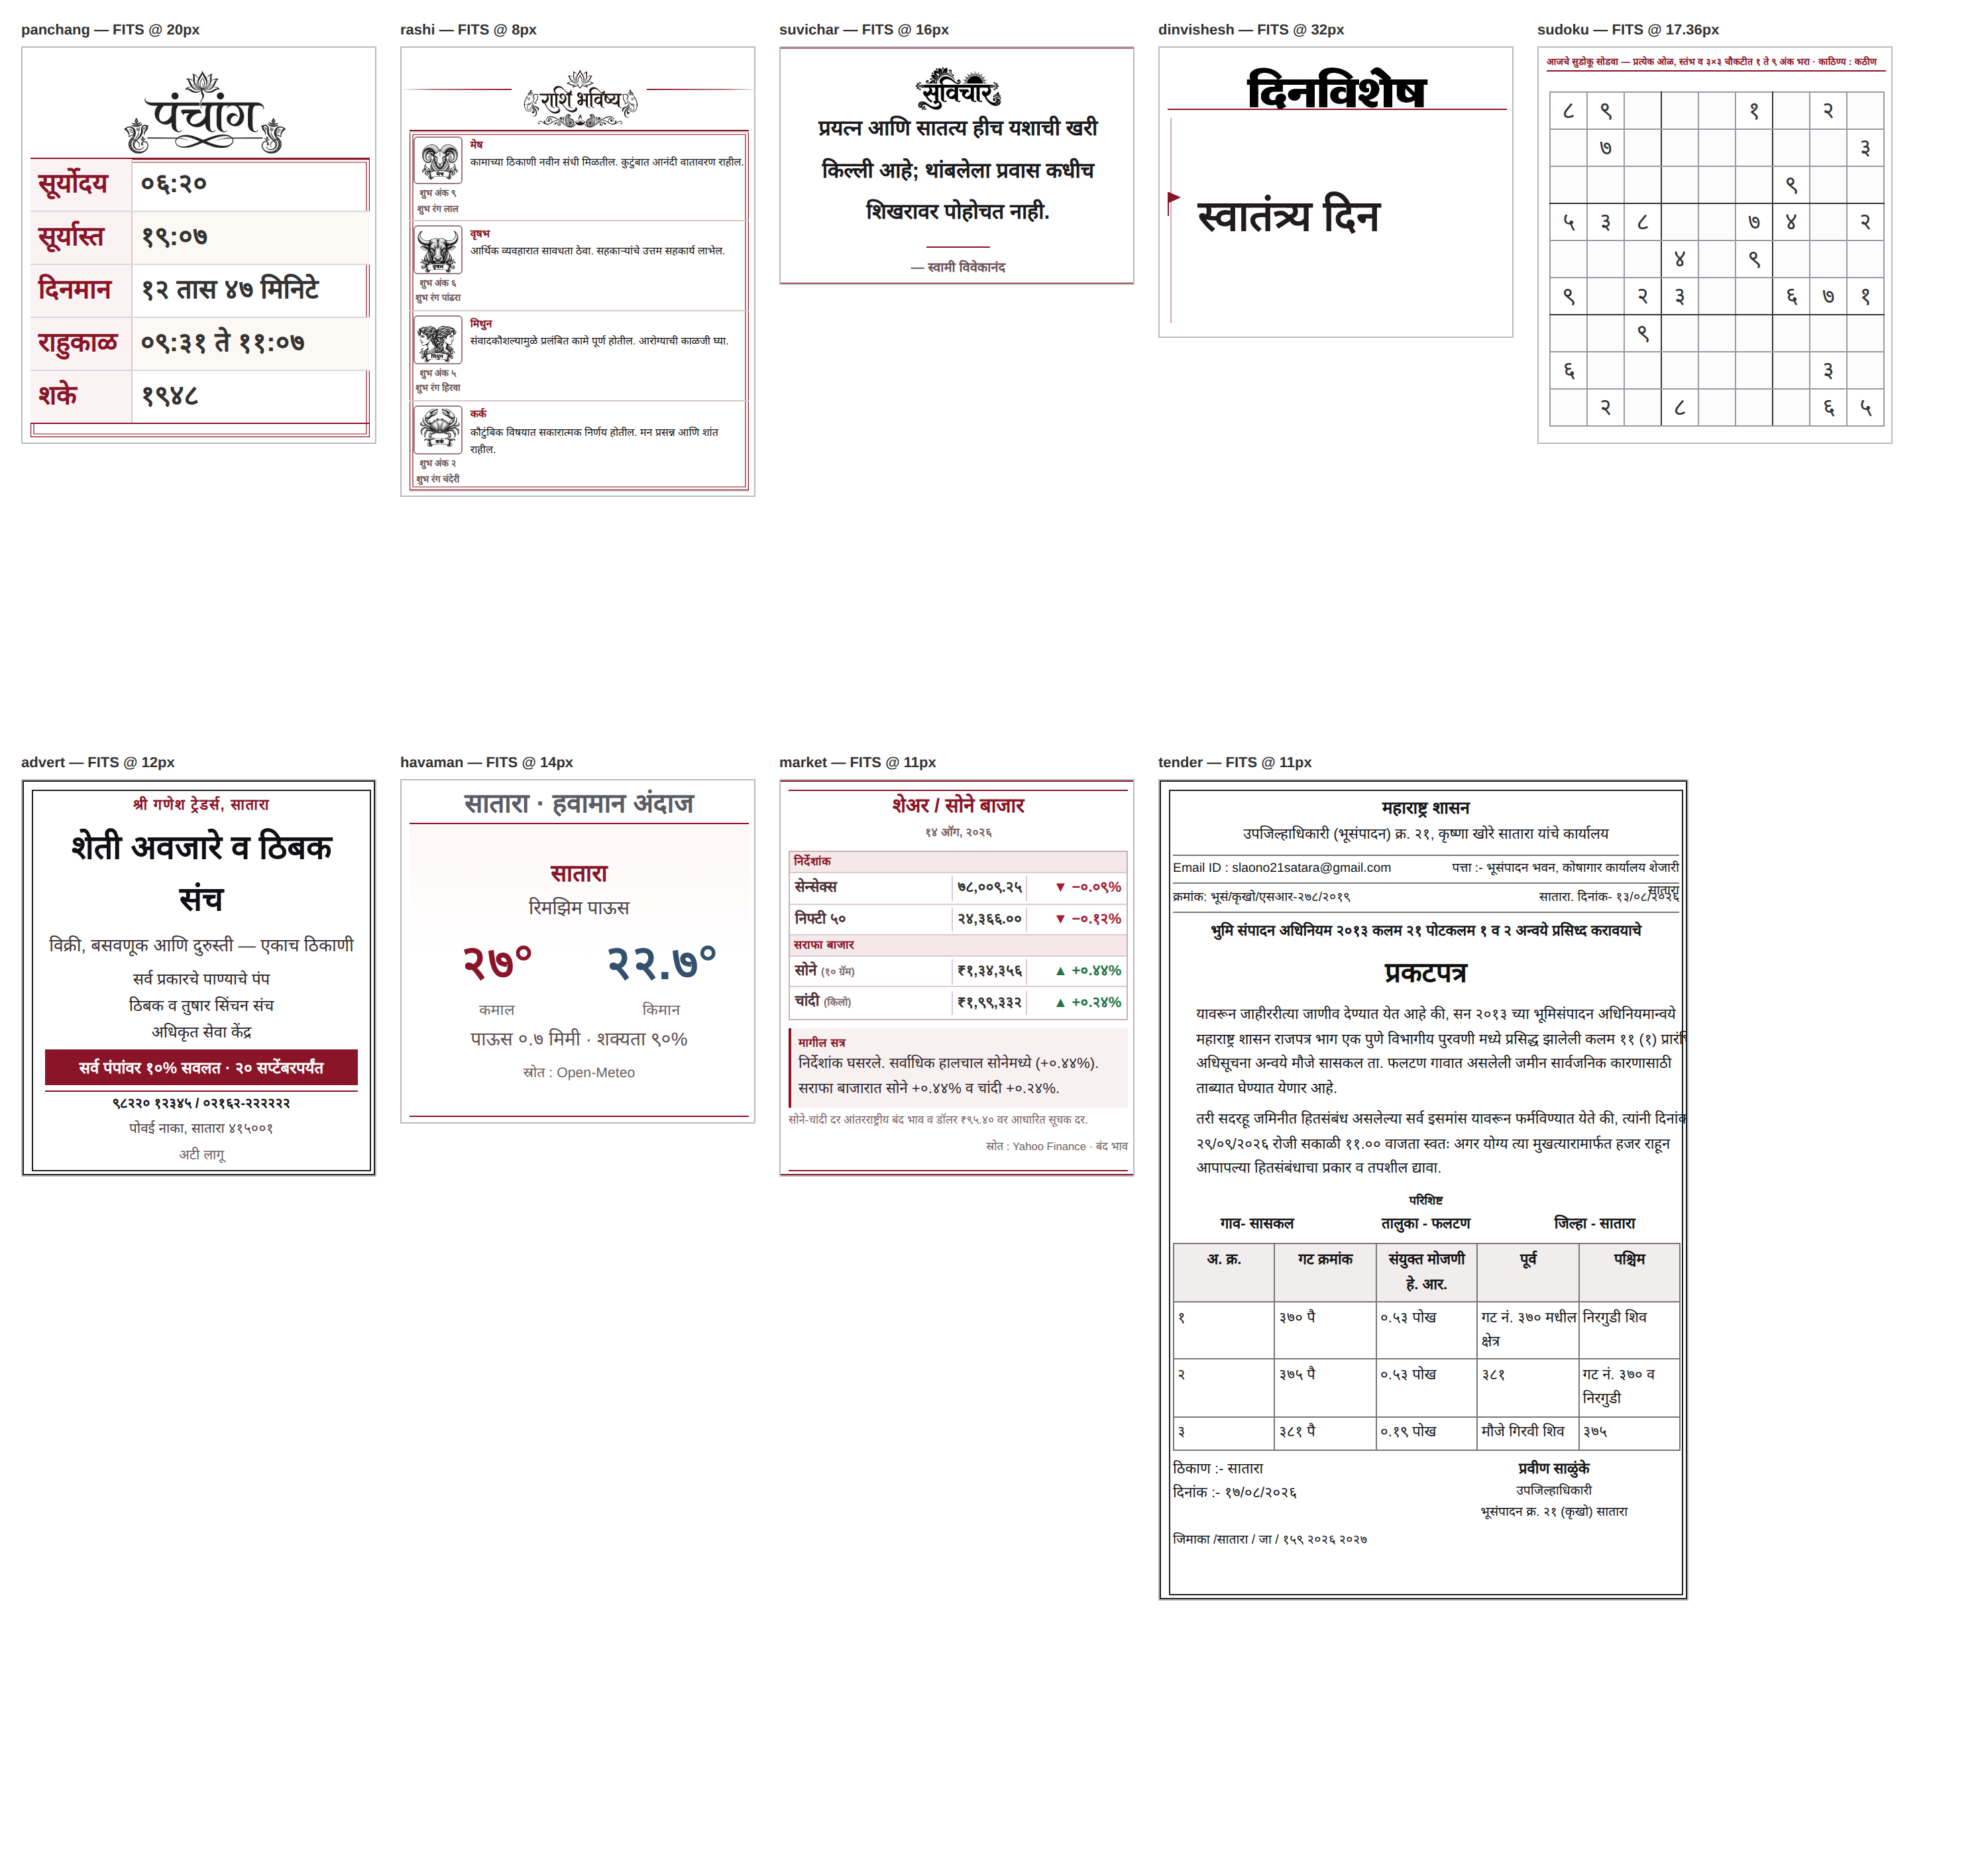 panchang — FITS @ 20px
पंचांग
सूर्योदय ०६:२०
सूर्यास्त १९:०७
दिनमान १२ तास ४७ मिनिटे
राहुकाळ ०९:३१ ते ११:०७
शके १९४८
rashi — FITS @ 8px
राशि भविष्य
मेष
कामाच्या ठिकाणी नवीन संधी मिळतील. कुटुंबात आनंदी वातावरण राहील.
मेष
शुभ अंक ९
शुभ रंग लाल
वृषभ
आर्थिक व्यवहारात सावधता ठेवा. सहकाऱ्यांचे उत्तम सहकार्य लाभेल.
वृषभ
शुभ अंक ६
शुभ रंग पांढरा
मिथुन
संवादकौशल्यामुळे प्रलंबित कामे पूर्ण होतील. आरोग्याची काळजी घ्या.
मिथुन
शुभ अंक ५
शुभ रंग हिरवा
कर्क
कौटुंबिक विषयात सकारात्मक निर्णय होतील. मन प्रसन्न आणि शांत
राहील.
कर्क
शुभ अंक २
शुभ रंग चंदेरी
suvichar — FITS @ 16px
सुविचार
प्रयत्न आणि सातत्य हीच यशाची खरी
किल्ली आहे; थांबलेला प्रवास कधीच
शिखरावर पोहोचत नाही.
— स्वामी विवेकानंद
dinvishesh — FITS @ 32px
दिनविशेष
स्वातंत्र्य दिन
sudoku — FITS @ 17.36px
आजचे सुडोकू सोडवा — प्रत्येक ओळ, स्तंभ व ३×३ चौकटीत १ ते ९ अंक भरा · काठिण्य : कठीण
८ ९ १ २
७ ३
९
५ ३ ८ ७ ४ २
४ ९
९ २ ३ ६ ७ १
९
६ ३
२ ८ ६ ५
advert — FITS @ 12px
श्री गणेश ट्रेडर्स, सातारा
शेती अवजारे व ठिबक
संच
विक्री, बसवणूक आणि दुरुस्ती — एकाच ठिकाणी
सर्व प्रकारचे पाण्याचे पंप
ठिबक व तुषार सिंचन संच
अधिकृत सेवा केंद्र
सर्व पंपांवर १०% सवलत · २० सप्टेंबरपर्यंत
९८२२० १२३४५ / ०२१६२-२२२२२२
पोवई नाका, सातारा ४१५००१
अटी लागू
havaman — FITS @ 14px
सातारा · हवामान अंदाज
सातारा
रिमझिम पाऊस
२७° २२.७°
कमाल किमान
पाऊस ०.७ मिमी · शक्यता ९०%
स्रोत : Open-Meteo
market — FITS @ 11px
शेअर / सोने बाजार
१४ ऑग, २०२६
निर्देशांक
सेन्सेक्स ७८,००९.२५ ▼ −०.०९%
निफ्टी ५० २४,३६६.०० ▼ −०.१२%
सराफा बाजार
सोने (१० ग्रॅम) ₹१,३४,३५६ ▲ +०.४४%
चांदी (किलो) ₹१,९९,३३२ ▲ +०.२४%
मागील सत्र
निर्देशांक घसरले. सर्वाधिक हालचाल सोनेमध्ये (+०.४४%).
सराफा बाजारात सोने +०.४४% व चांदी +०.२४%.
सोने-चांदी दर आंतरराष्ट्रीय बंद भाव व डॉलर ₹९५.४० वर आधारित सूचक दर.
स्रोत : Yahoo Finance · बंद भाव
tender — FITS @ 11px
महाराष्ट्र शासन
उपजिल्हाधिकारी (भूसंपादन) क्र. २१, कृष्णा खोरे सातारा यांचे कार्यालय
Email ID : slaono21satara@gmail.com पत्ता :- भूसंपादन भवन, कोषागार कार्यालय शेजारी
सातारा
क्रमांक: भूसं/कृखो/एसआर-२७८/२०१९ सातारा. दिनांक- १३/०८/२०२६
भुमि संपादन अधिनियम २०१३ कलम २१ पोटकलम १ व २ अन्वये प्रसिध्द करावयाचे
प्रकटपत्र
यावरून जाहीररीत्या जाणीव देण्यात येत आहे की, सन २०१३ च्या भूमिसंपादन अधिनियमान्वये
महाराष्ट्र शासन राजपत्र भाग एक पुणे विभागीय पुरवणी मध्ये प्रसिद्ध झालेली कलम ११ (१)
अधिसूचना अन्वये मौजे सासकल ता. फलटण गावात असलेली जमीन सार्वजनिक कारणासाठी
ताब्यात घेण्यात येणार आहे.
तरी सदरहू जमिनीत हितसंबंध असलेल्या सर्व इसमांस यावरून फर्मविण्यात येते की, त्यांनी दिनांक
२९/०९/२०२६ रोजी सकाळी ११.०० वाजता स्वतः अगर योग्य त्या मुखत्यारामार्फत हजर राहून
आपापल्या हितसंबंधाचा प्रकार व तपशील द्यावा.
परिशिष्ट
गाव- सासकल तालुका - फलटण जिल्हा - सातारा
अ. क्र. गट क्रमांक संयुक्त मोजणी पूर्व पश्चिम
हे. आर.
१ ३७० पै ०.५३ पोख गट नं. ३७० मधील निरगुडी शिव
क्षेत्र
२ ३७५ पै ०.५३ पोख ३८१ गट नं. ३७० व
निरगुडी
३ ३८१ पै ०.१९ पोख मौजे गिरवी शिव ३७५
ठिकाण :- सातारा प्रवीण साळुंके
दिनांक :- १७/०८/२०२६ उपजिल्हाधिकारी
भूसंपादन क्र. २१ (कृखो) सातारा
जिमाका /सातारा / जा / १५९ २०२६ २०२७